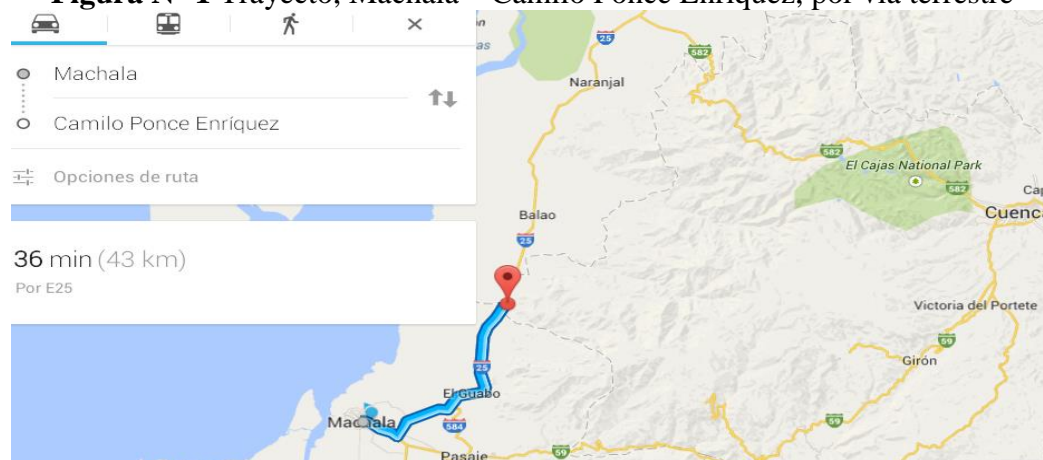 Figura N° 1 Trayecto, Machala – Camilo Ponce Enríquez, por vía terrestre
Machala
Camilo Ponce Enríquez
Opciones de ruta
36 min (43 km)
Por E25
25
582
Naranjal
582
El Cajas National Park
582
Cuenc
Balao
25
Victoria del Portete
59
Girón
25
El Guabo
Machala
584
Pasaje
59
59